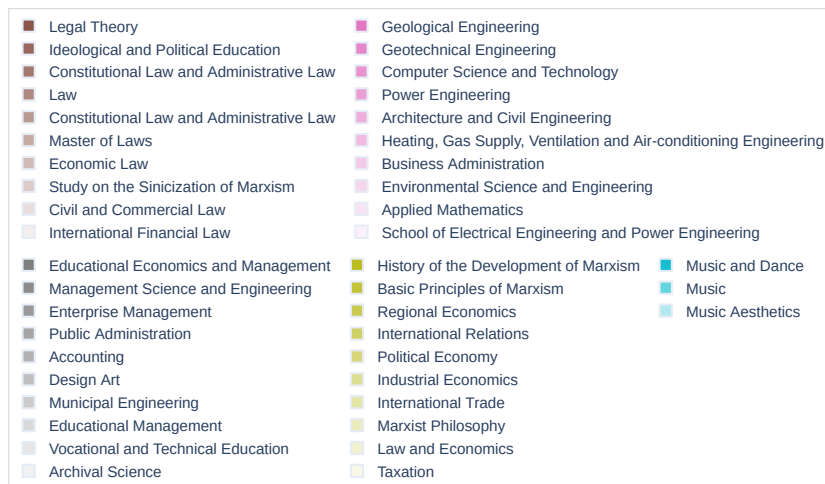 Legal Theory
Ideological and Political Education
Constitutional Law and Administrative Law
Law
Constitutional Law and Administrative Law
Master of Laws
Economic Law
Study on the Sinicization of Marxism
Civil and Commercial Law
International Financial Law
Geological Engineering
Geotechnical Engineering
Computer Science and Technology
Power Engineering
Architecture and Civil Engineering
Heating, Gas Supply, Ventilation and Air-conditioning Engineering
Business Administration
Environmental Science and Engineering
Applied Mathematics
School of Electrical Engineering and Power Engineering
Educational Economics and Management
Management Science and Engineering
Enterprise Management
Public Administration
Accounting
Design Art
Municipal Engineering
Educational Management
Vocational and Technical Education
Archival Science
History of the Development of Marxism
Basic Principles of Marxism
Regional Economics
International Relations
Political Economy
Industrial Economics
International Trade
Marxist Philosophy
Law and Economics
Taxation
Music and Dance
Music
Music Aesthetics